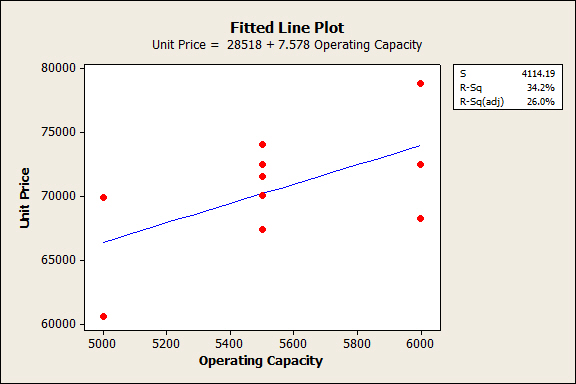 Fitted Line Plot
Unit Price = 28518 + 7.578 Operating Capacity
S 4114.19
R-Sq 34.2%
R-Sq(adj) 26.0%
80000
75000
70000
65000
60000
Unit Price
5000 5200 5400 5600 5800 6000
Operating Capacity